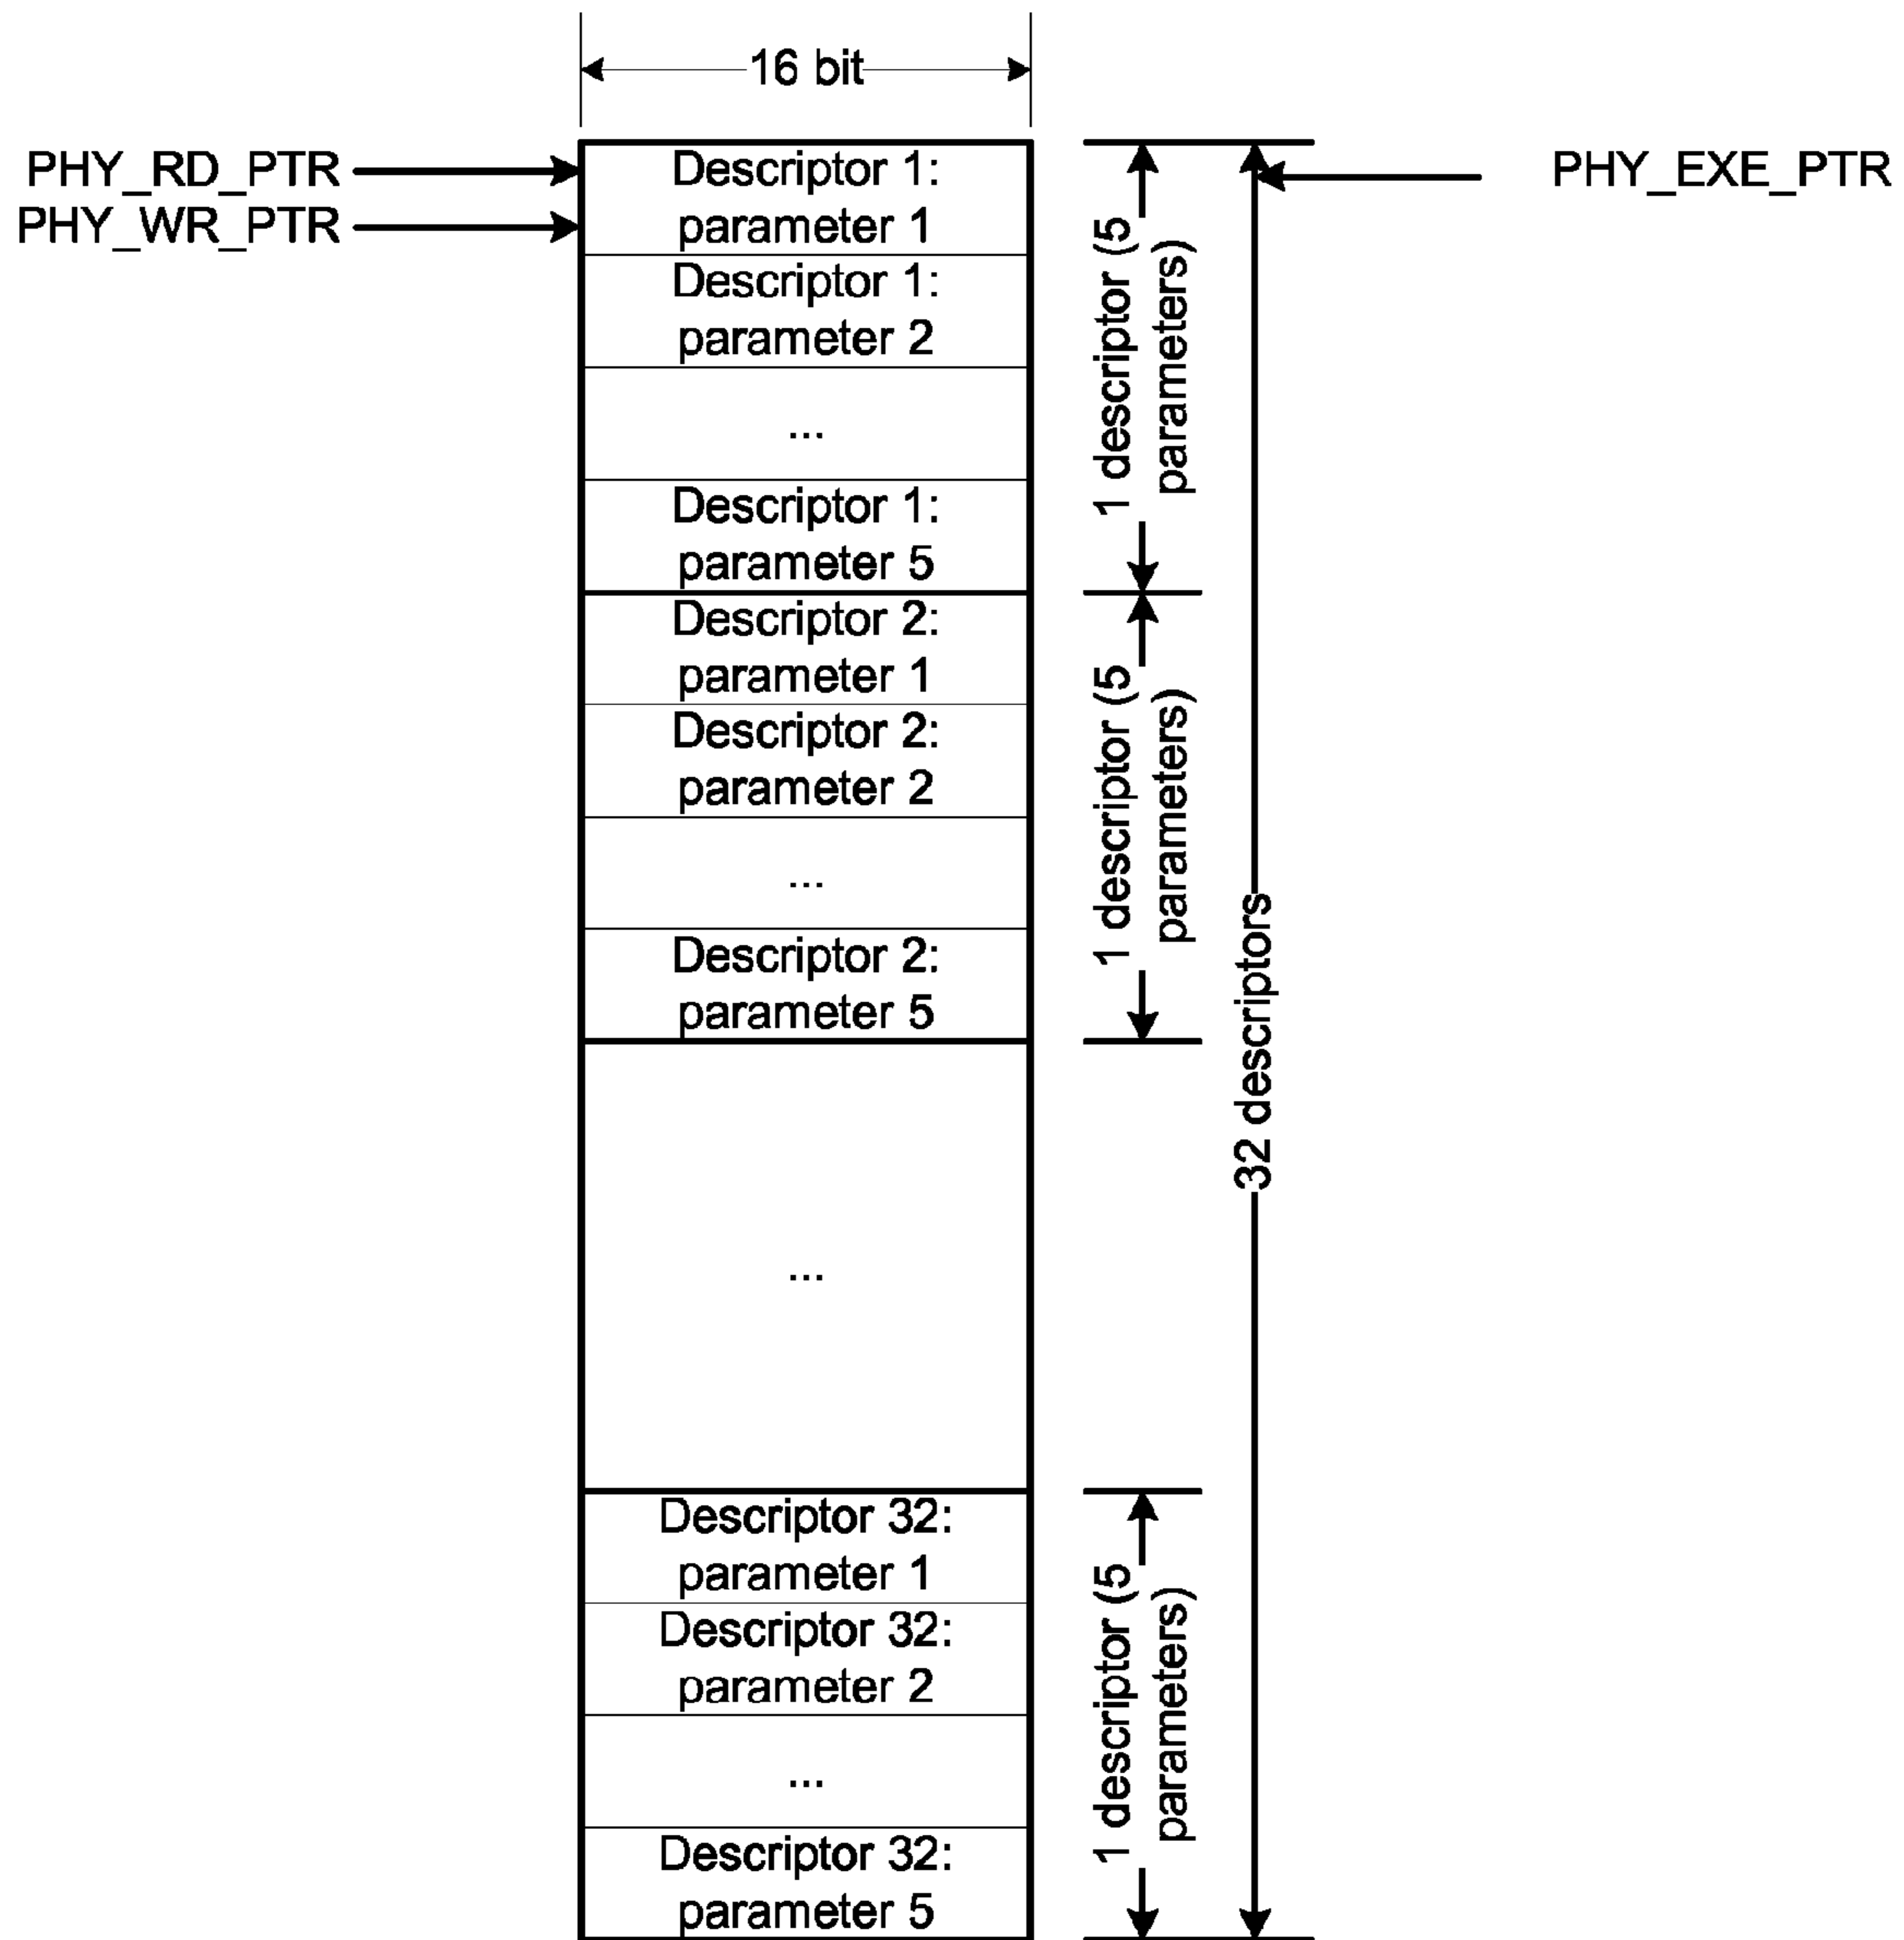 16 bit
PHY_RD_PTR
PHY_WR_PTR
PHY_EXE_PTR
Descriptor 1:
parameter 1
Descriptor 1:
parameter 2
...
Descriptor 1:
parameter 5
1 descriptor (5
parameters)
Descriptor 2:
parameter 1
Descriptor 2:
parameter 2
...
Descriptor 2:
parameter 5
1 descriptor (5
parameters)
32 descriptors
...
Descriptor 32:
parameter 1
Descriptor 32:
parameter 2
...
Descriptor 32:
parameter 5
1 descriptor (5
parameters)